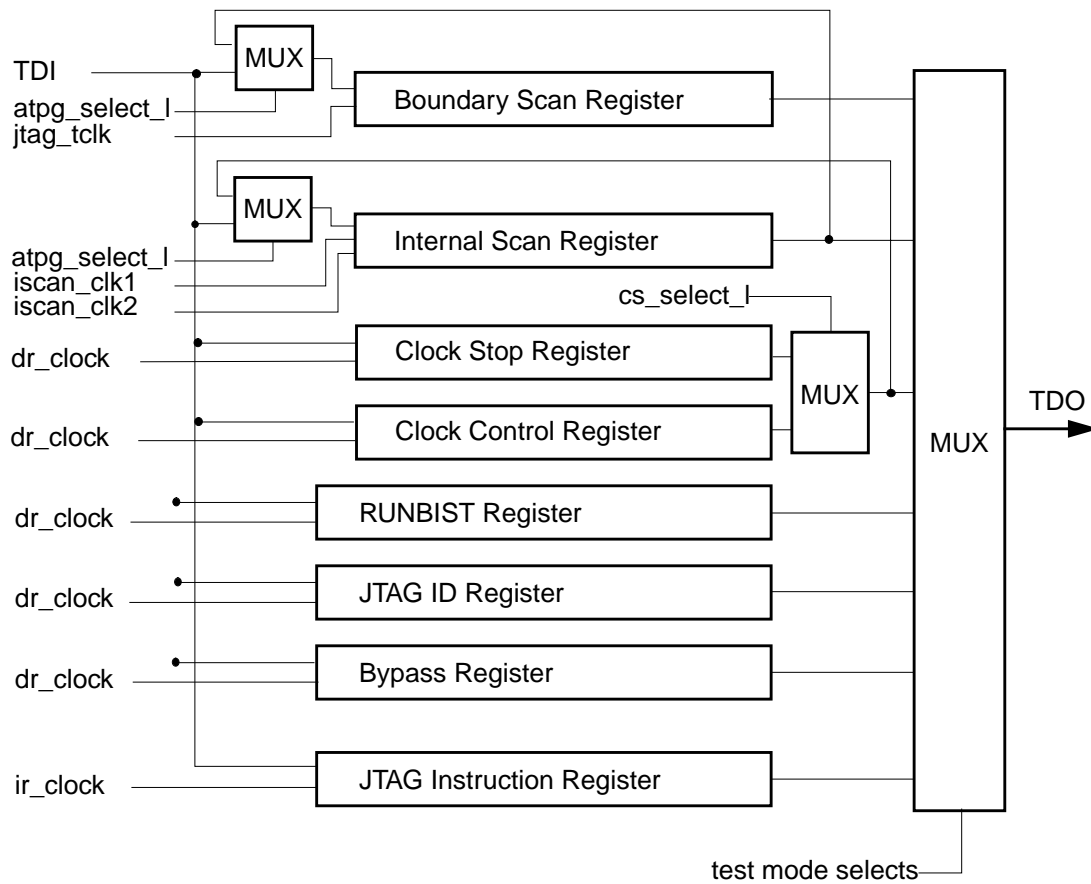 MUX
TDI
Boundary Scan Register
atpg_select_l
jtag_tclk
MUX
Internal Scan Register
atpg_select_l
iscan_clk1
iscan_clk2
cs_select_l
Clock Stop Register
dr_clock
MUX
TDO
Clock Control Register
dr_clock
MUX
RUNBIST Register
dr_clock
JTAG ID Register
dr_clock
Bypass Register
dr_clock
JTAG Instruction Register
ir_clock
test mode selects